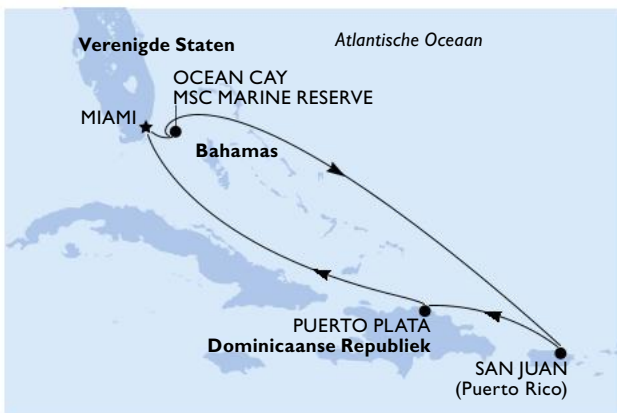 Verenigde Staten
Atlantische Oceaan
OCEAN CAY
MSC MARINE RESERVE
MIAMI
Bahamas
PUERTO PLATA
Dominicaanse Republiek
SAN JUAN
(Puerto Rico)